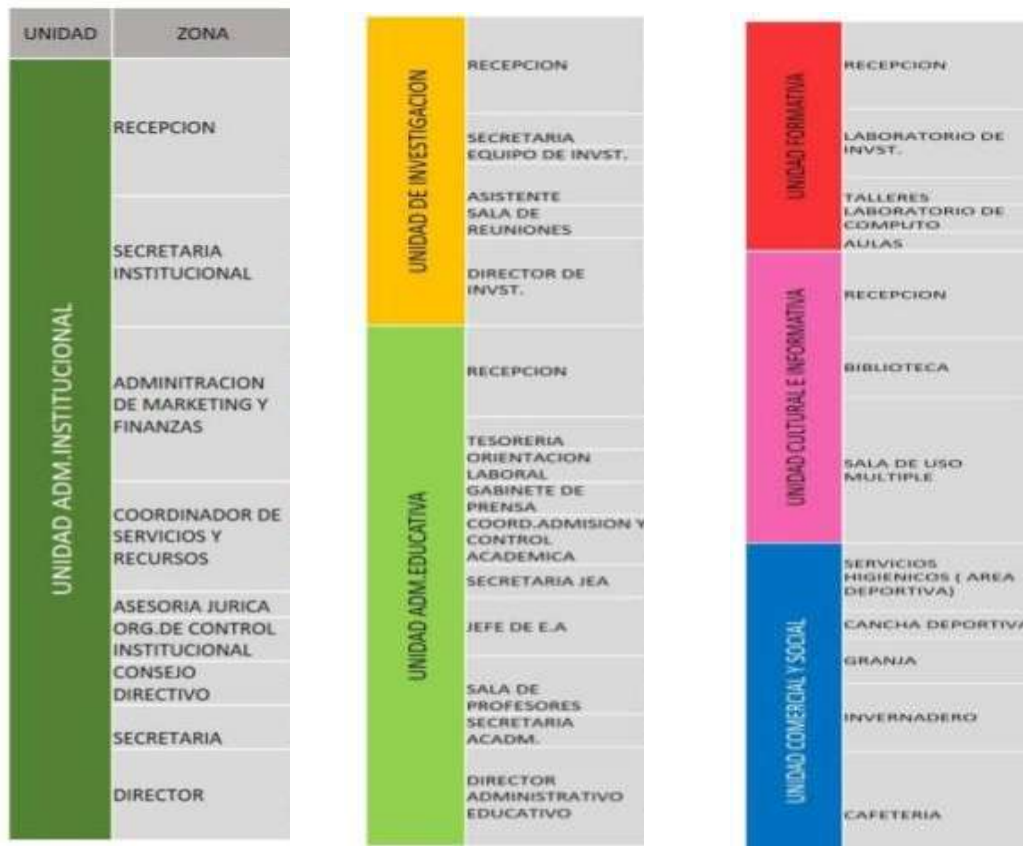 UNIDAD ZONA
UNIDAD ADM.INSTITUCIONAL
RECEPCION
SECRETARIA
INSTITUCIONAL
ADMINITRACION
DE MARKETING Y
FINANZAS
COORDINADOR DE
SERVICIOS Y
RECURSOS
ASESORIA JURICA
ORG.DE CONTROL
INSTITUCIONAL
CONSEJO
DIRECTIVO
SECRETARIA
DIRECTOR
UNIDAD DE INVESTIGACION
RECEPCION
SECRETARIA
EQUIPO DE INVST.
ASISTENTE
SALA DE
REUNIONES
DIRECTOR DE
INVST.
UNIDAD ADM.EDUCATIVA
RECEPCION
TESORERIA
ORIENTACION
LABORAL
GABINETE DE
PRENSA
COORD.ADMISION Y
CONTROL
ACADEMICA
SECRETARIA JEA
JEFE DE E.A
SALA DE
PROFESORES
SECRETARIA
ACADM.
DIRECTOR
ADMINISTRATIVO
EDUCATIVO
UNIDAD FORMATIVA
RECEPCION
LABORATORIO DE
INVST.
TALLERES
LABORATORIO DE
COMPUTO
AULAS
UNIDAD CULTURAL E INFORMATIVA
RECEPCION
BIBLIOTECA
SALA DE USO
MULTIPLE
UNIDAD COMERCIAL Y SOCIAL
SERVICIOS
HIGIENICOS ( AREA
DEPORTIVA)
CANCHA DEPORTIVA
GRANJA
INVERNADERO
CAFETERIA